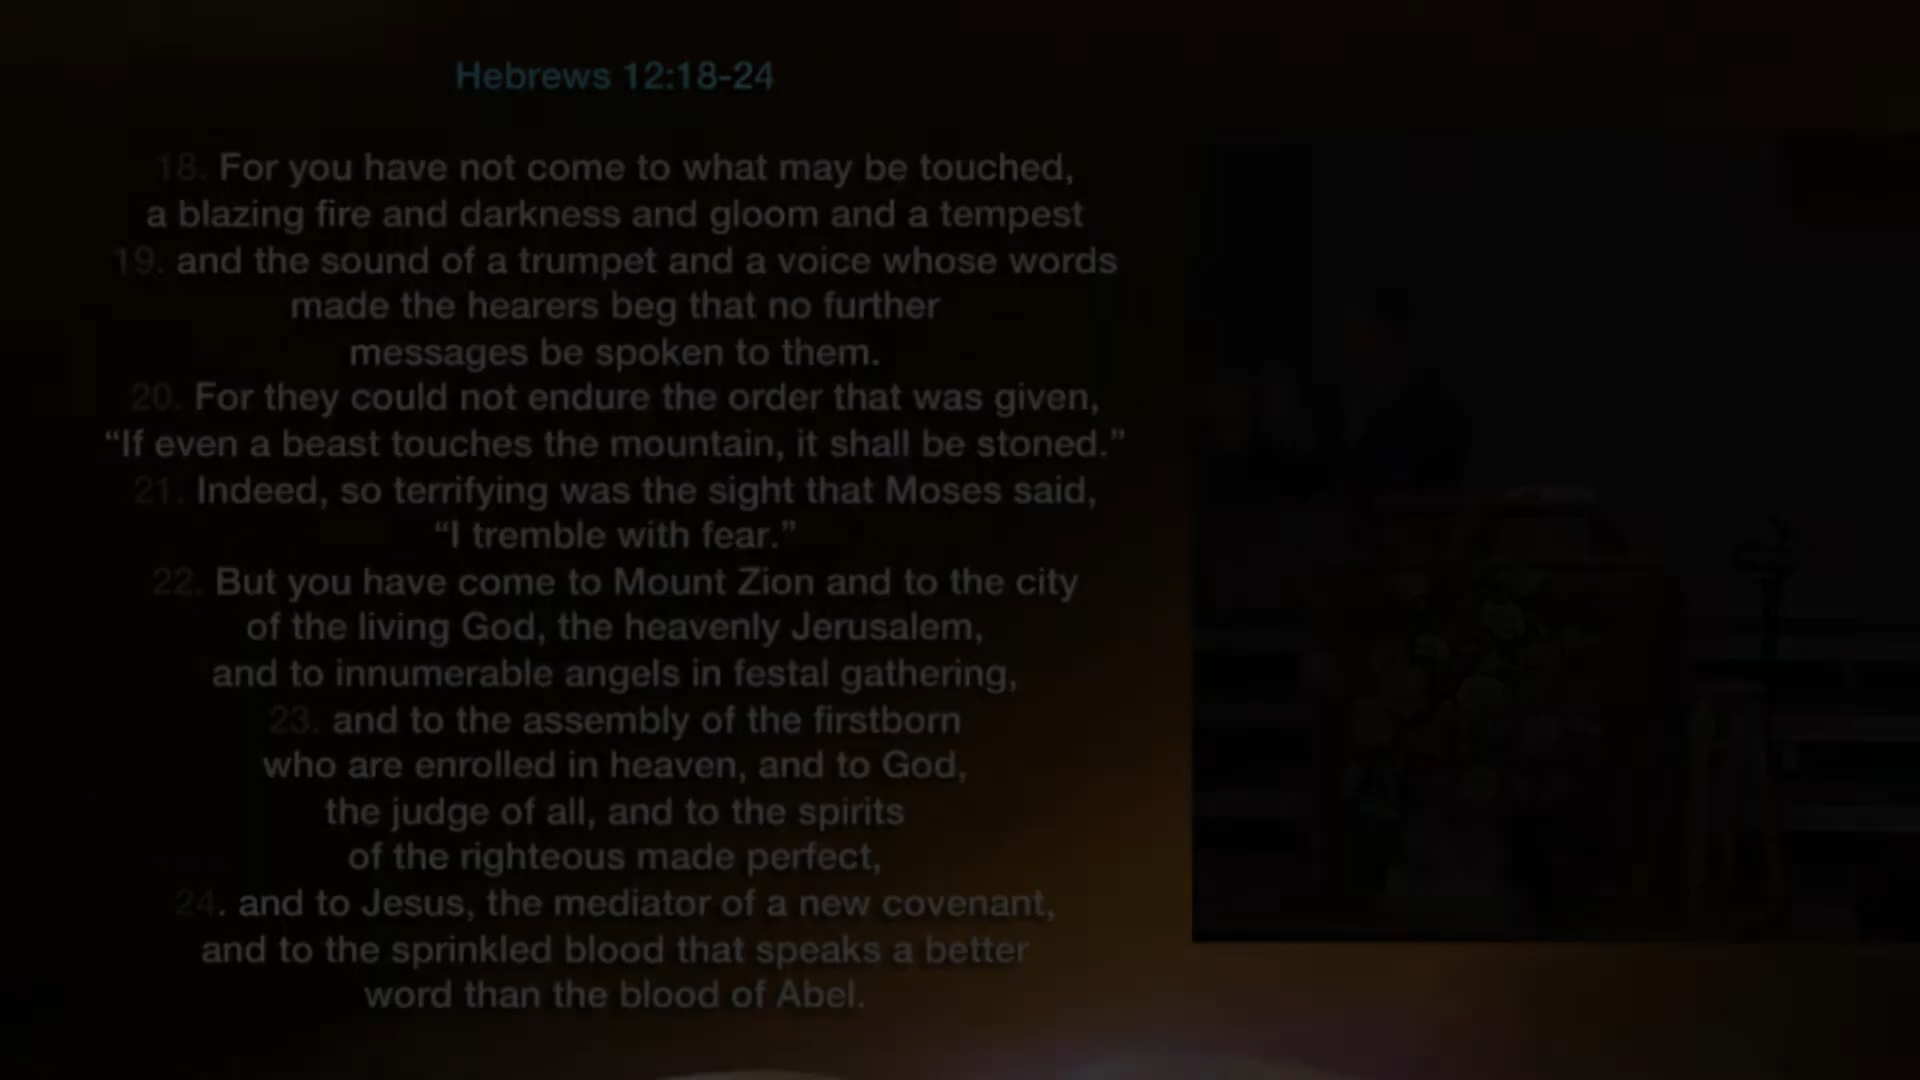 Hebrews 12:18-24
18. For you have not come to what may be touched,
a blazing fire and darkness and gloom and a tempest
19. and the sound of a trumpet and a voice whose words
made the hearers beg that no further
messages be spoken to them.
20. For they could not endure the order that was given,
“If even a beast touches the mountain, it shall be stoned.”
21. Indeed, so terrifying was the sight that Moses said,
“I tremble with fear.”
22. But you have come to Mount Zion and to the city
of the living God, the heavenly Jerusalem,
and to innumerable angels in festal gathering,
23. and to the assembly of the firstborn
who are enrolled in heaven, and to God,
the judge of all, and to the spirits
of the righteous made perfect,
24. and to Jesus, the mediator of a new covenant,
and to the sprinkled blood that speaks a better
word than the blood of Abel.